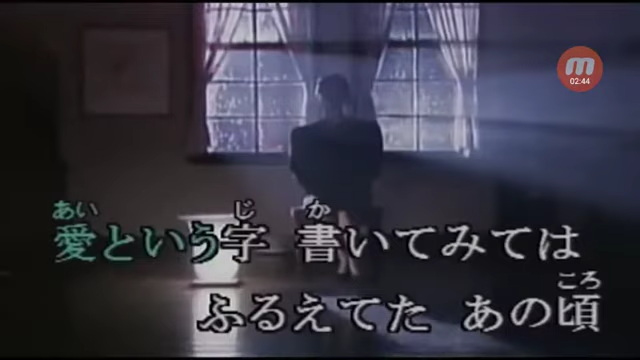 m
02:44
あい じ か
愛という字 書いてみては
ころ
ふるえてた あの頃